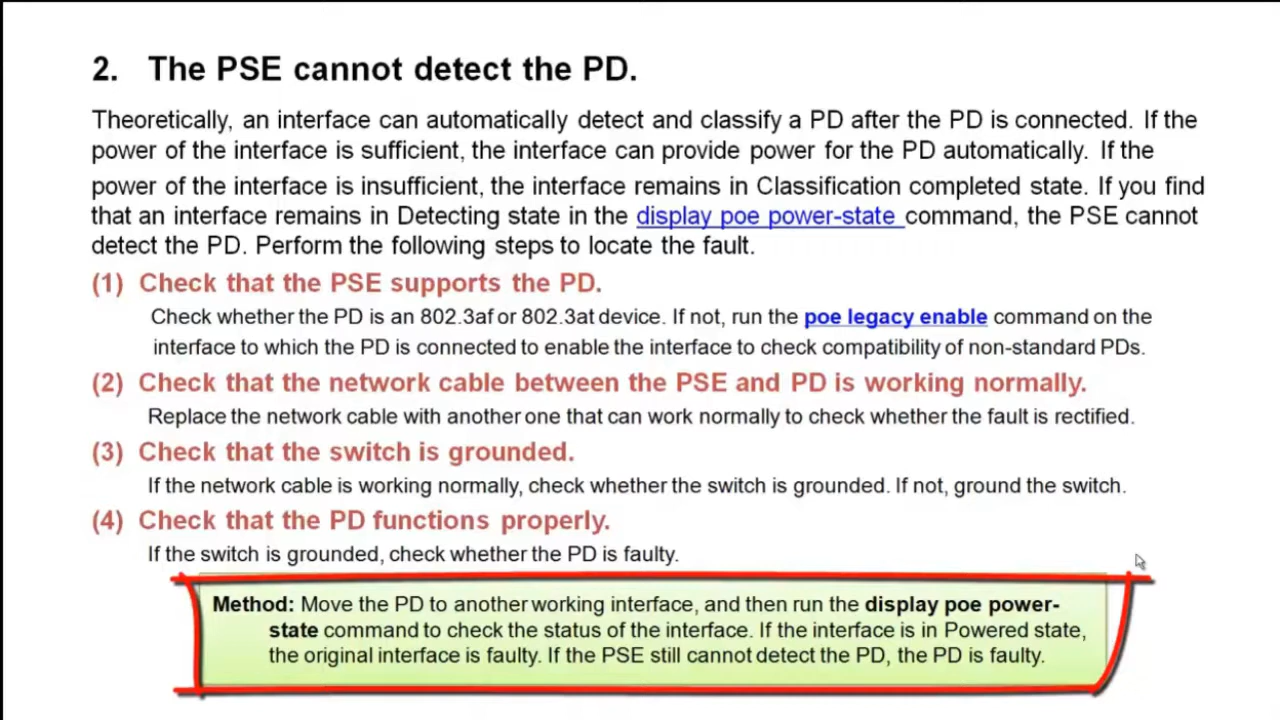 2. The PSE cannot detect the PD.
Theoretically, an interface can automatically detect and classify a PD after the PD is connected. If the
power of the interface is sufficient, the interface can provide power for the PD automatically. If the
power of the interface is insufficient, the interface remains in Classification completed state. If you find
that an interface remains in Detecting state in the display poe power-state command, the PSE cannot
detect the PD. Perform the following steps to locate the fault.
(1) Check that the PSE supports the PD.
Check whether the PD is an 802.3af or 802.3at device. If not, run the poe legacy enable command on the
interface to which the PD is connected to enable the interface to check compatibility of non-standard PDs.
(2) Check that the network cable between the PSE and PD is working normally.
Replace the network cable with another one that can work normally to check whether the fault is rectified.
(3) Check that the switch is grounded.
If the network cable is working normally, check whether the switch is grounded. If not, ground the switch.
(4) Check that the PD functions properly.
If the switch is grounded, check whether the PD is faulty.
Method: Move the PD to another working interface, and then run the display poe power-
state command to check the status of the interface. If the interface is in Powered state,
the original interface is faulty. If the PSE still cannot detect the PD, the PD is faulty.